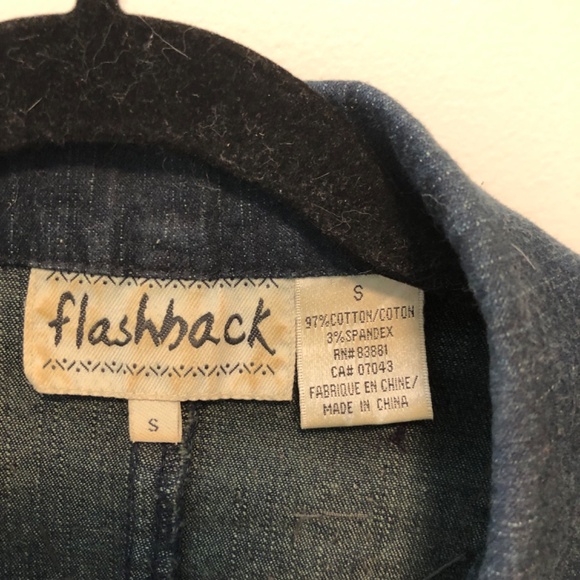 flashback
S
S
97%COTTON/COTON
3%SPANDEX
RN#83881
CA# 07043
FABRIQUE EN CHINE/
MADE IN CHINA